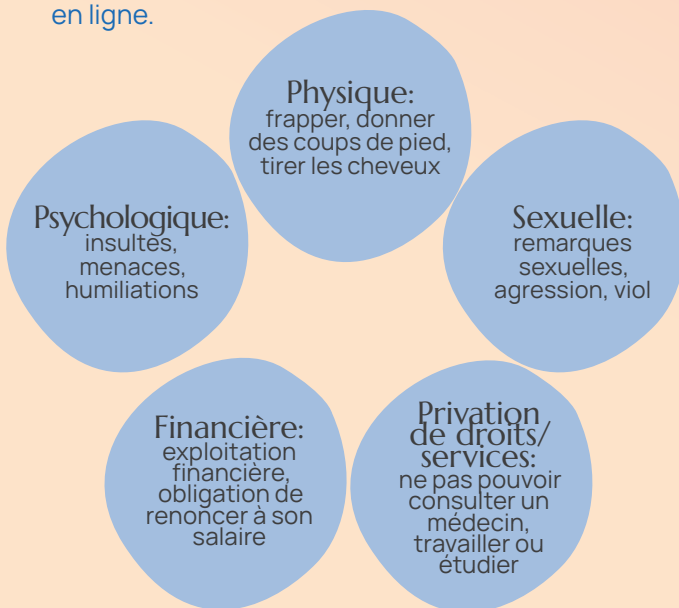 en ligne.
Physique:
frapper, donner
des coups de pied,
tirer les cheveux
Psychologique:
insultes,
menaces,
humiliations
Sexuelle:
remarques
sexuelles,
agression, viol
Financière:
exploitation
financière,
obligation de
renoncer à son
salaire
Privation
de droits/
services:
ne pas pouvoir
consulter un
médecin,
travailler ou
étudier